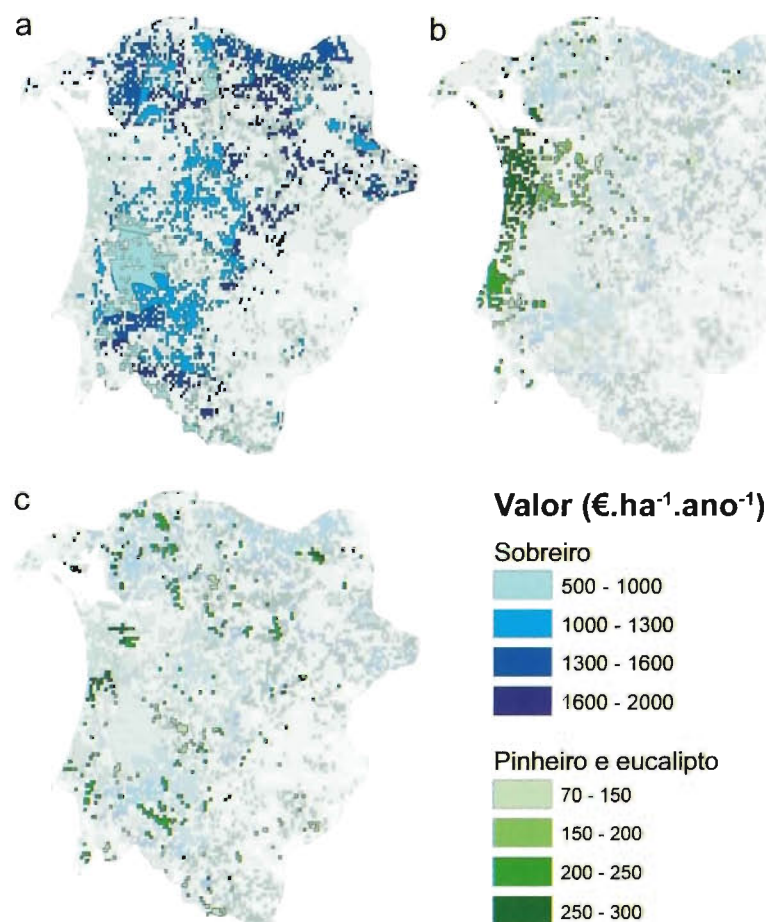 a
b
c
Valor (€.ha⁻¹.ano⁻¹)
Sobreiro
500 - 1000
1000 - 1300
1300 - 1600
1600 - 2000
Pinheiro e eucalipto
70 - 150
150 - 200
200 - 250
250 - 300